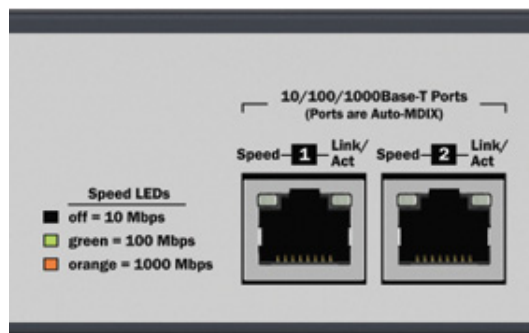 10/100/1000Base-T Ports
(Ports are Auto-MDIX)
Speed 1 Link/
Act
Speed 2 Link/
Act
Speed LEDs
off = 10 Mbps
green = 100 Mbps
orange = 1000 Mbps